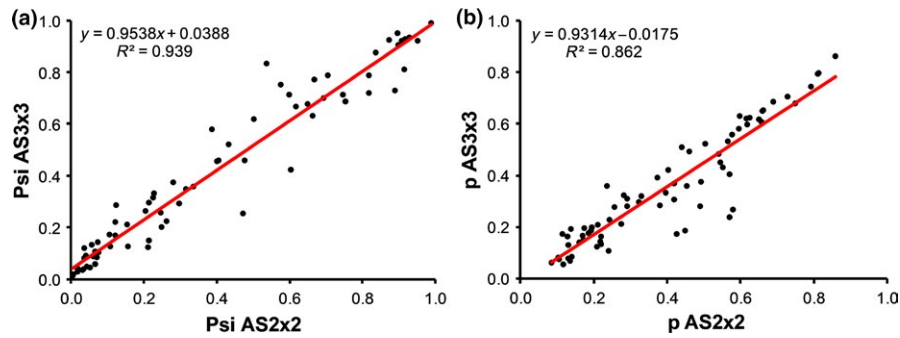 (a)
y = 0.9538x + 0.0388
R² = 0.939
Psi AS3x3
1.0
0.8
0.6
0.4
0.2
0.0
0.0 0.2 0.4 0.6 0.8 1.0
Psi AS2x2
(b)
y = 0.9314x−0.0175
R² = 0.862
p AS3x3
1.0
0.8
0.6
0.4
0.2
0.0
0.0 0.2 0.4 0.6 0.8 1.0
p AS2x2